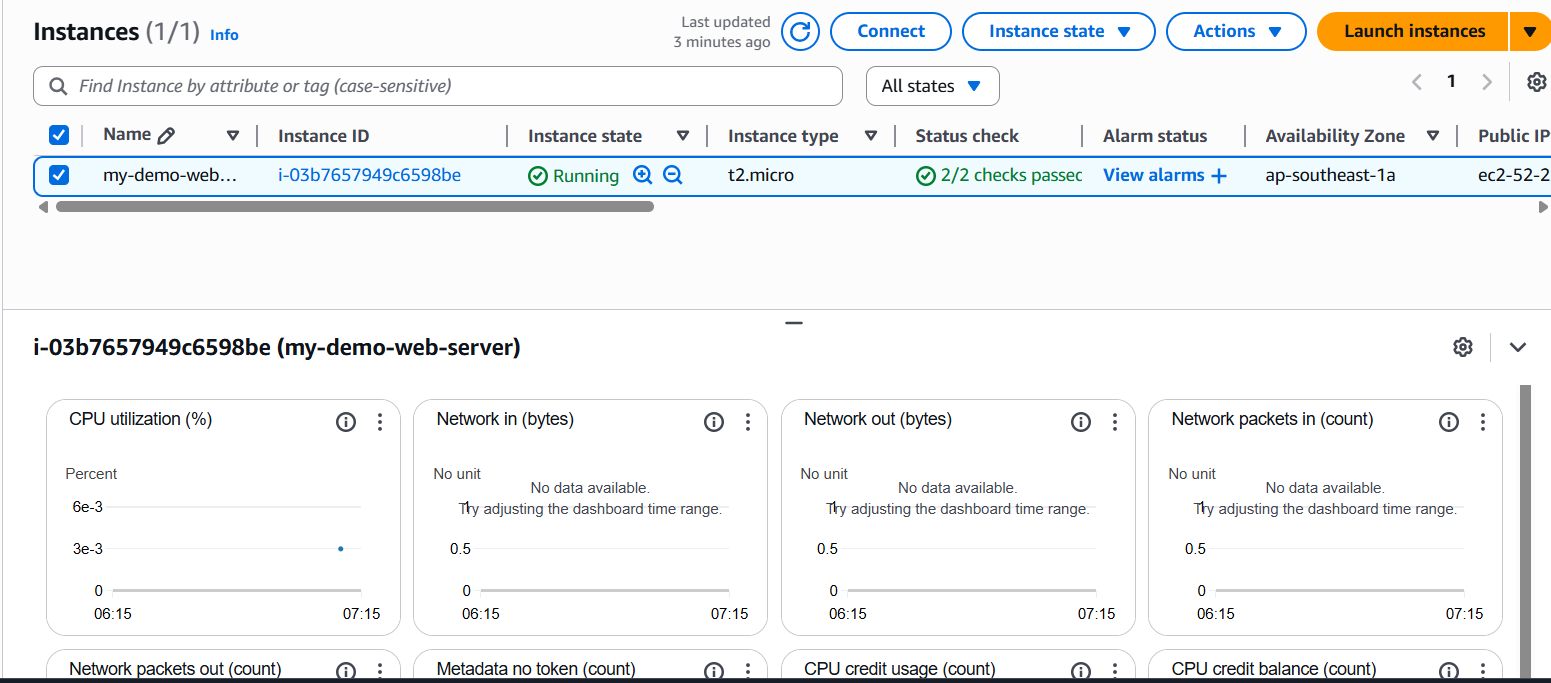 Instances (1/1) Info
Last updated
3 minutes ago
Connect
Instance state
Actions
Launch instances
Find Instance by attribute or tag (case-sensitive)
All states
1
Name Instance ID Instance state Instance type Status check Alarm status Availability Zone Public IP
my-demo-web... i-03b7657949c6598be Running t2.micro 2/2 checks passec View alarms + ap-southeast-1a ec2-52-2
i-03b7657949c6598be (my-demo-web-server)
CPU utilization (%)
Percent
6e-3
3e-3
0
06:15 07:15
Network in (bytes)
No unit
No data available.
1
Try adjusting the dashboard time range.
0.5
0
06:15 07:15
Network out (bytes)
No unit
No data available.
1
Try adjusting the dashboard time range.
0.5
0
06:15 07:15
Network packets in (count)
No unit
No data available.
1
Try adjusting the dashboard time range.
0.5
0
06:15 07:15
Network packets out (count)
Metadata no token (count)
CPU credit usage (count)
CPU credit balance (count)